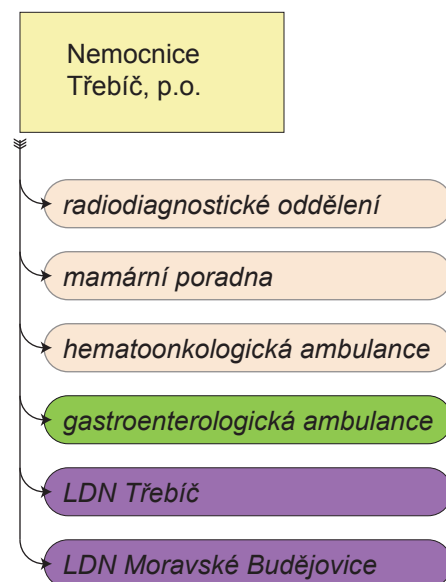 Nemocnice
Třebíč, p.o.
radiodiagnostické oddělení
mamární poradna
hematoonkologická ambulance
gastroenterologická ambulance
LDN Třebíč
LDN Moravské Budějovice